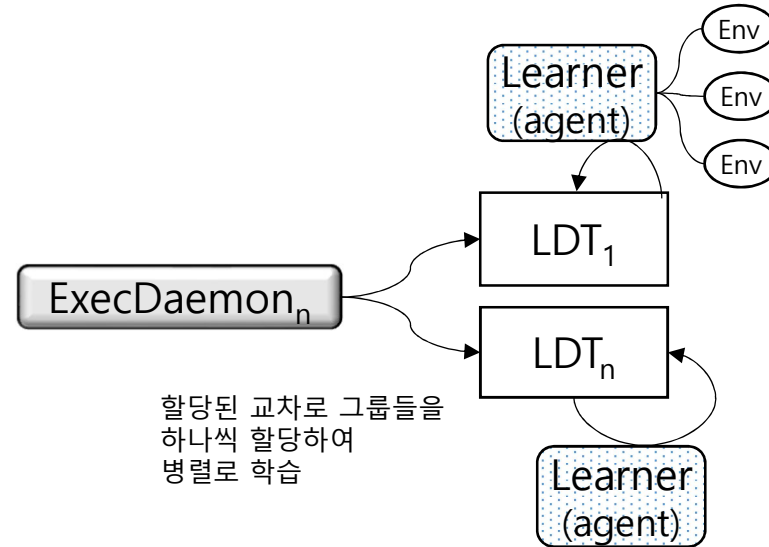 Env
Learner
(agent)
Env
Env
LDT₁
ExecDaemonₙ
LDTₙ
할당된 교차로 그룹들을
하나씩 할당하여
병렬로 학습
Learner
(agent)